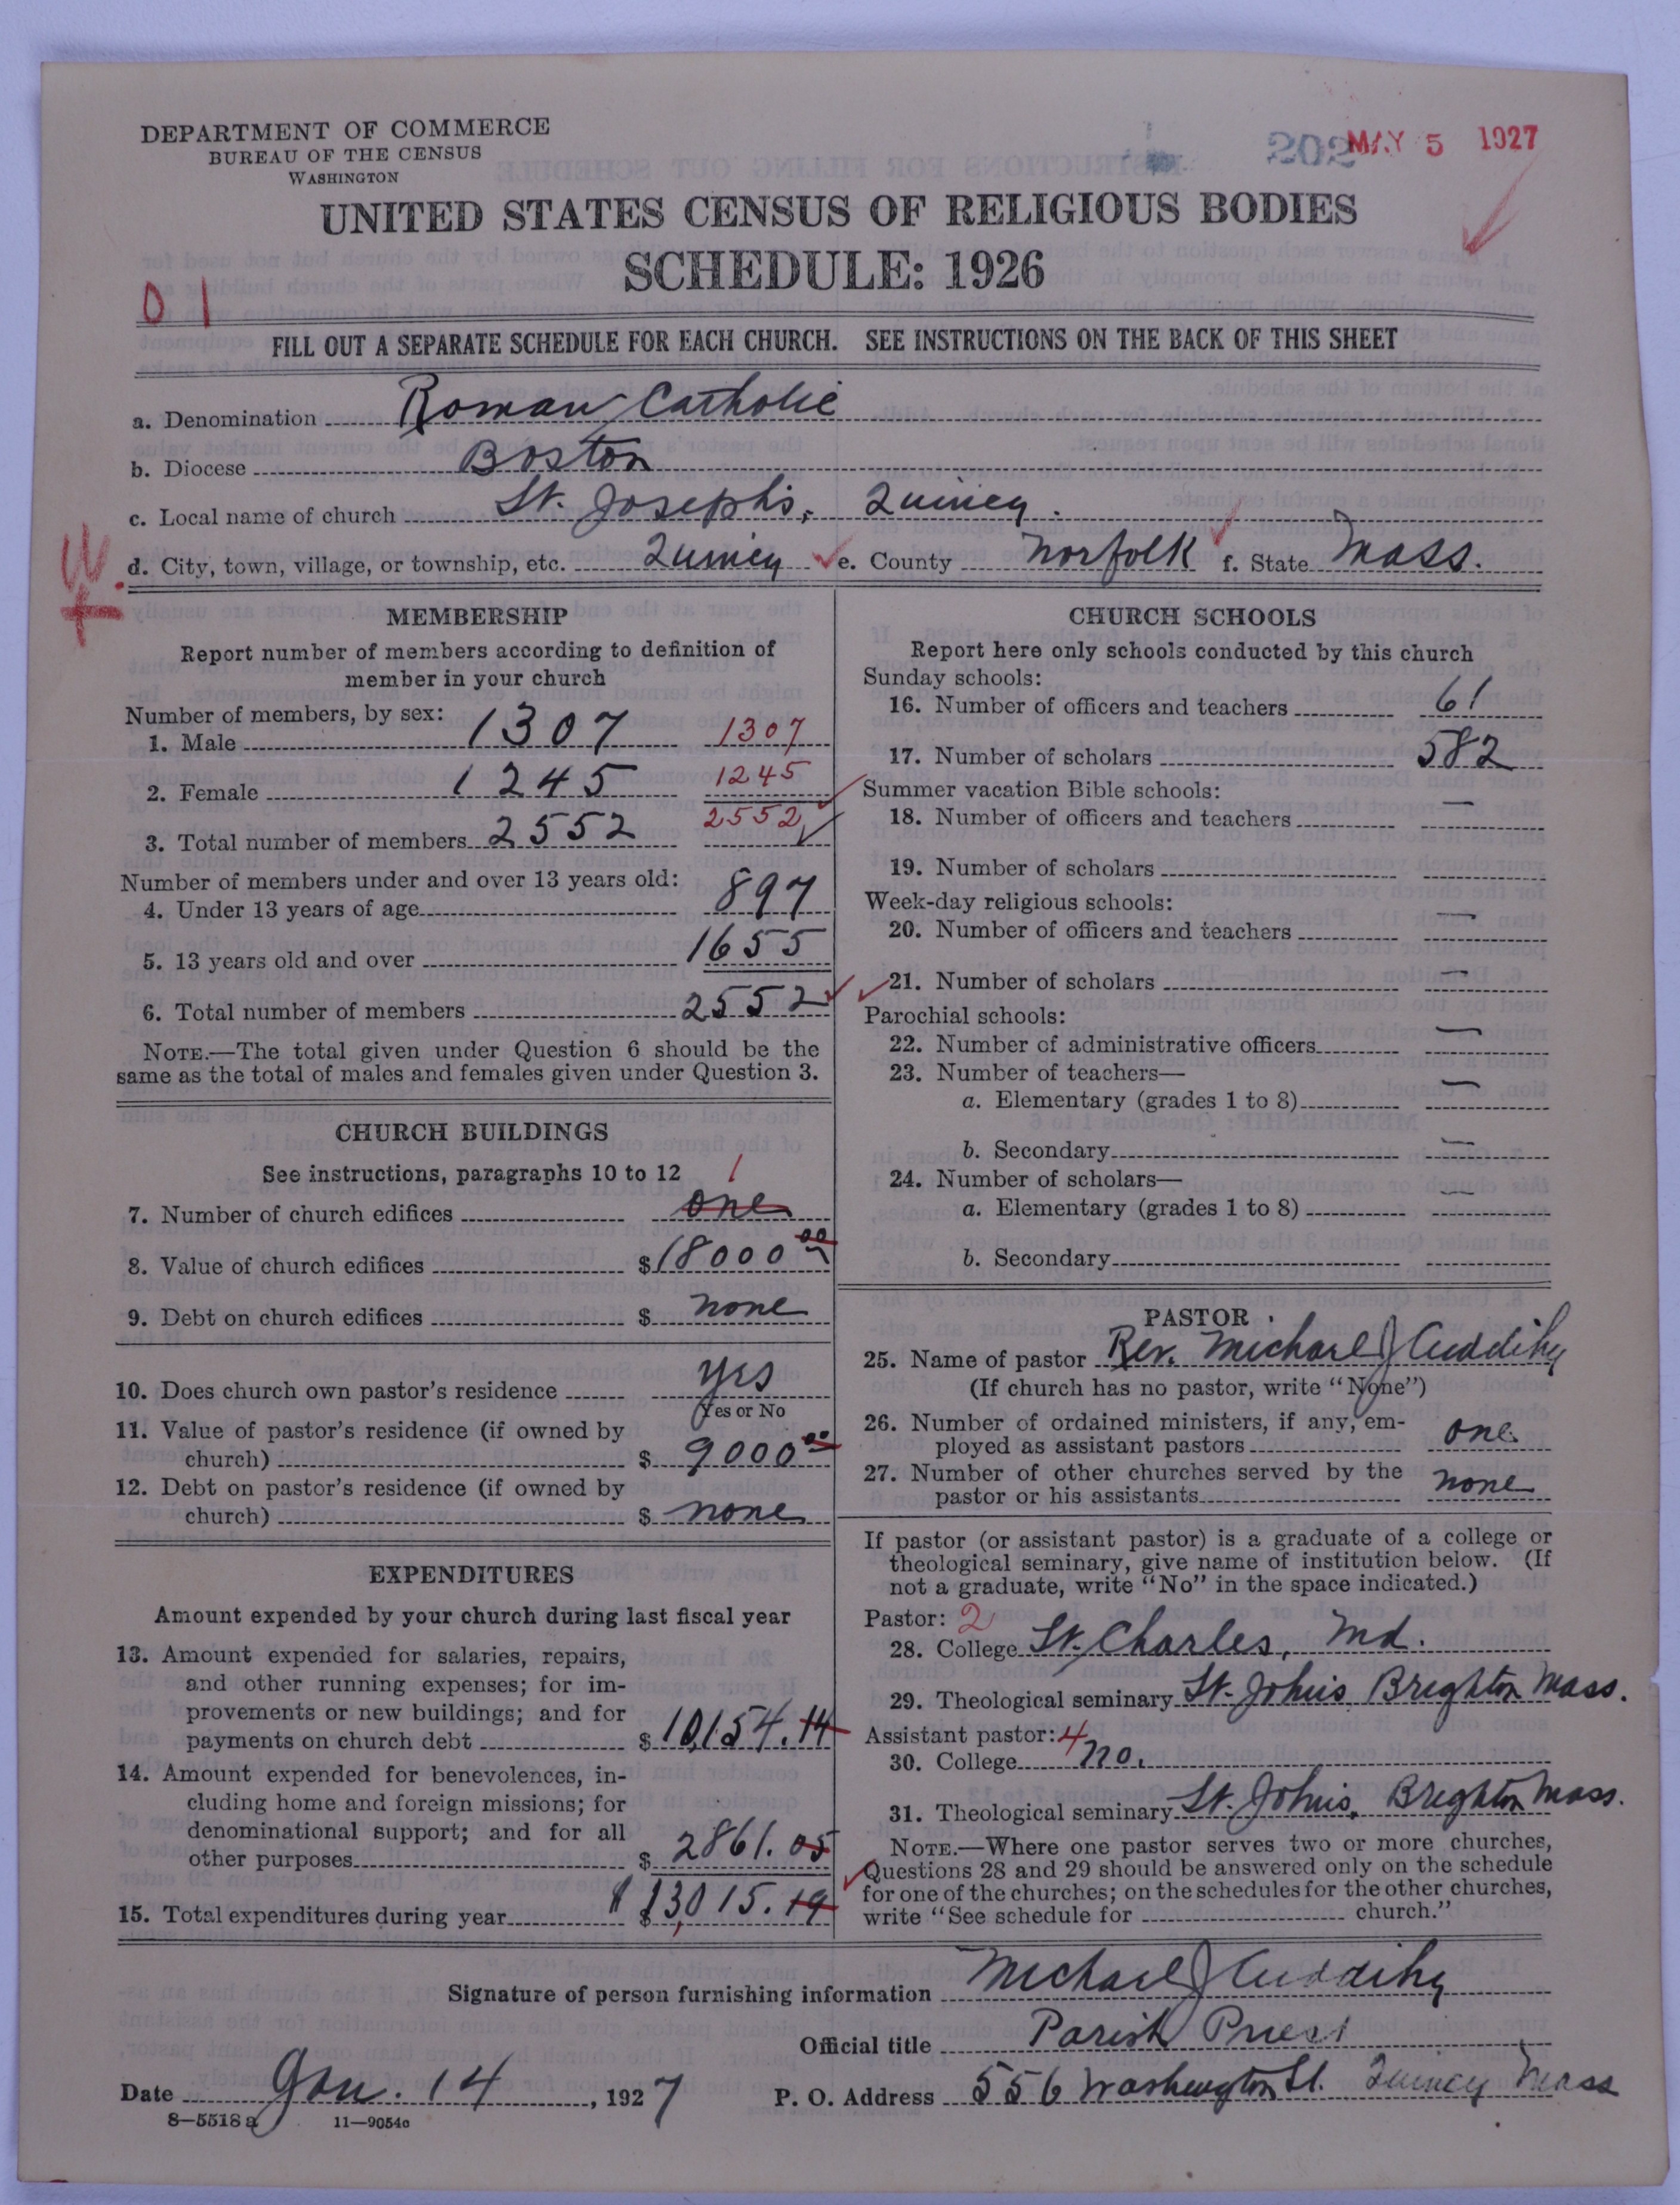 DEPARTMENT OF COMMERCE
BUREAU OF THE CENSUS
WASHINGTON
202
MAY 5 1927
UNITED STATES CENSUS OF RELIGIOUS BODIES
SCHEDULE: 1926
01
FILL OUT A SEPARATE SCHEDULE FOR EACH CHURCH. SEE INSTRUCTIONS ON THE BACK OF THIS SHEET
a. Denomination Roman Catholic
b. Diocese Boston
c. Local name of church St. Joseph's, Quincy.
d. City, town, village, or township, etc. Quincy e. County Norfolk f. State Mass.
MEMBERSHIP
Report number of members according to definition of
member in your church
Number of members, by sex:
1. Male 1307 1307
2. Female 1245 1245
3. Total number of members 2552 2552
Number of members under and over 13 years old:
4. Under 13 years of age 897
5. 13 years old and over 1655
6. Total number of members 2552
NOTE.—The total given under Question 6 should be the
same as the total of males and females given under Question 3.
CHURCH BUILDINGS
See instructions, paragraphs 10 to 12
7. Number of church edifices one 1
8. Value of church edifices $18000 00
9. Debt on church edifices $ none
10. Does church own pastor's residence yes
Yes or No
11. Value of pastor's residence (if owned by
church) $ 9000 00
12. Debt on pastor's residence (if owned by
church) $ none
EXPENDITURES
Amount expended by your church during last fiscal year
13. Amount expended for salaries, repairs,
and other running expenses; for im-
provements or new buildings; and for
payments on church debt $ 10,154.14
14. Amount expended for benevolences, in-
cluding home and foreign missions; for
denominational support; and for all
other purposes $ 2861.05
15. Total expenditures during year $ $13,015.19
CHURCH SCHOOLS
Report here only schools conducted by this church
Sunday schools:
16. Number of officers and teachers 61
17. Number of scholars 582
Summer vacation Bible schools:
18. Number of officers and teachers —
19. Number of scholars
Week-day religious schools:
20. Number of officers and teachers —
21. Number of scholars —
Parochial schools:
22. Number of administrative officers —
23. Number of teachers—
a. Elementary (grades 1 to 8) —
b. Secondary —
24. Number of scholars—
a. Elementary (grades 1 to 8) —
b. Secondary
PASTOR
25. Name of pastor Rev. Michael J Cuddihy
(If church has no pastor, write "None")
26. Number of ordained ministers, if any, em-
ployed as assistant pastors one.
27. Number of other churches served by the
pastor or his assistants none
If pastor (or assistant pastor) is a graduate of a college or
theological seminary, give name of institution below. (If
not a graduate, write "No" in the space indicated.)
Pastor: 2
28. College St. Charles, Md.
29. Theological seminary St. Johns Brighton Mass.
Assistant pastor: 4
30. College no.
31. Theological seminary St. Johns, Brighton Mass.
NOTE.—Where one pastor serves two or more churches,
Questions 28 and 29 should be answered only on the schedule
for one of the churches; on the schedules for the other churches,
write "See schedule for church."
Signature of person furnishing information Michael J Cuddihy
Official title Parish Priest
Date Jan. 14, 1927 P. O. Address 556 Washington St. Quincy Mass
8—5518 a 11—9054c